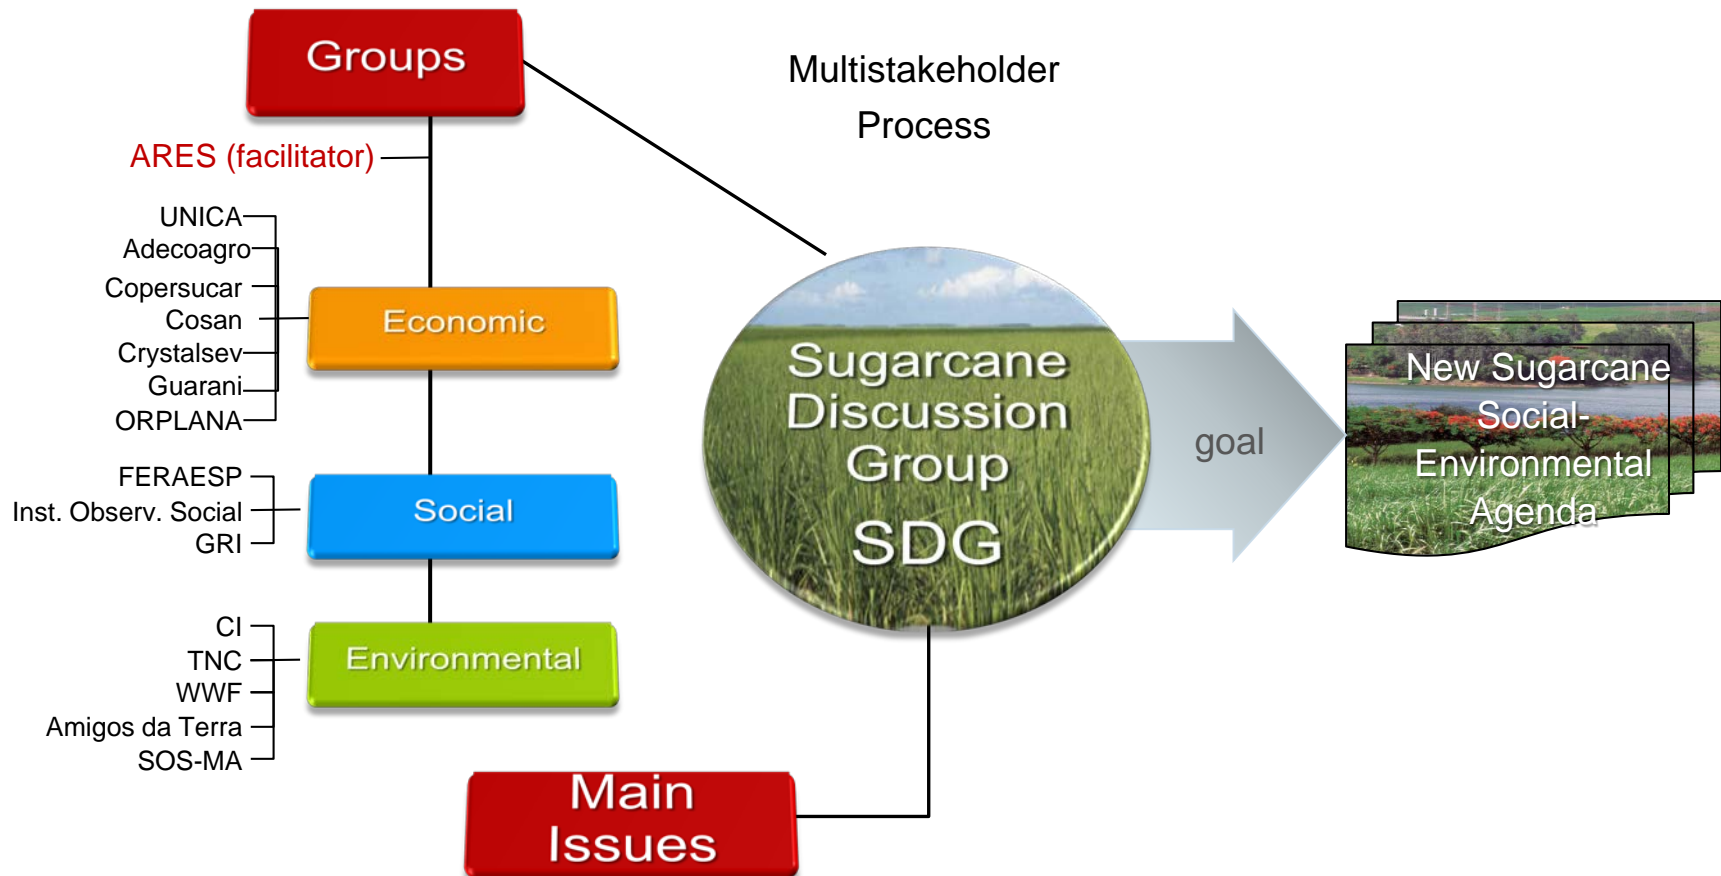 Groups
Multistakeholder
Process
ARES (facilitator)
UNICA
Adecoagro
Copersucar
Cosan
Crystalsev
Guarani
ORPLANA
Economic
FERAESP
Inst. Observ. Social
GRI
Social
CI
TNC
WWF
Amigos da Terra
SOS-MA
Environmental
Sugarcane
Discussion
Group
SDG
goal
New Sugarcane
Social-
Environmental
Agenda
Main
Issues